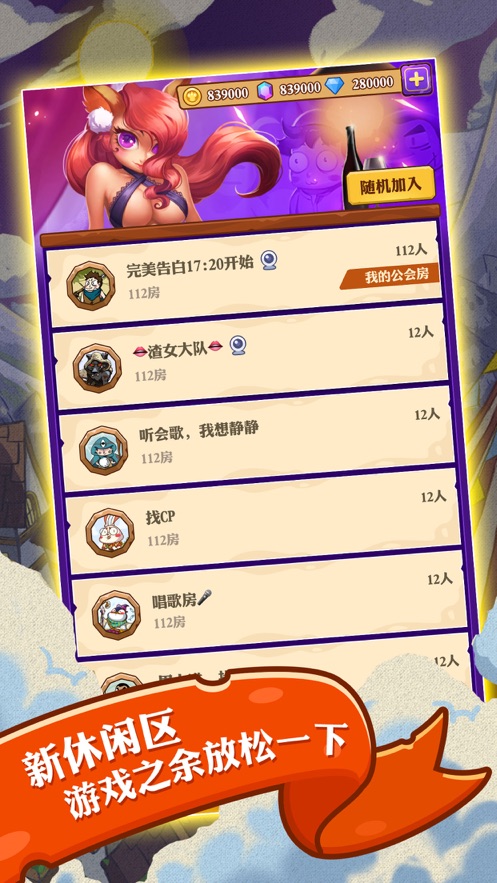 839000 839000 280000
随机加入
完美告白17:20开始 112人
112房 我的公会房
渣女大队 12人
112房
听会歌，我想静静 12人
112房
找CP 12人
112房
唱歌房 12人
112房
12人
新休闲区
游戏之余放松一下